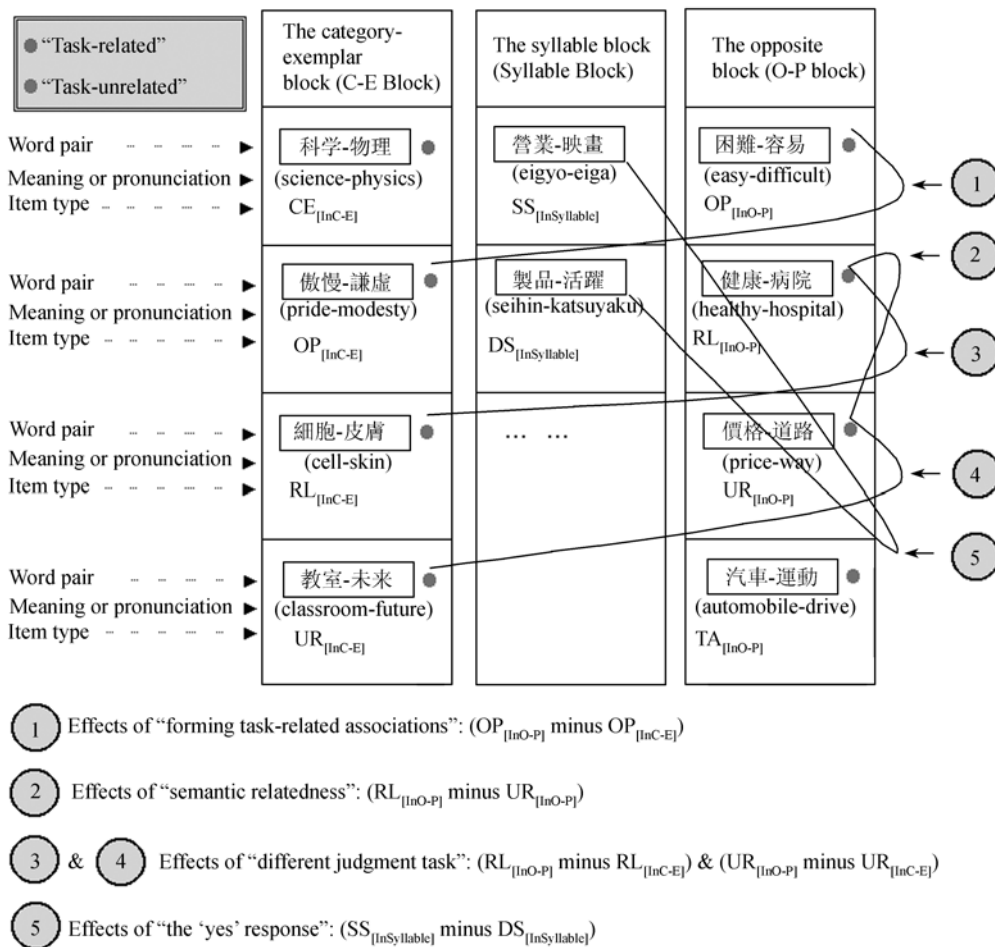 “Task-related”
“Task-unrelated”
The category-
exemplar
block (C-E Block)
The syllable block
(Syllable Block)
The opposite
block (O-P block)
Word pair
Meaning or pronunciation
Item type
科学-物理
(science-physics)
CE[InC-E]
營業-映畫
(eigyo-eiga)
SS[InSyllable]
困難-容易
(easy-difficult)
OP[InO-P]
1
Word pair
Meaning or pronunciation
Item type
傲慢-謙虚
(pride-modesty)
OP[InC-E]
製品-活躍
(seihin-katsuyaku)
DS[InSyllable]
健康-病院
(healthy-hospital)
RL[InO-P]
2
3
Word pair
Meaning or pronunciation
Item type
細胞-皮膚
(cell-skin)
RL[InC-E]
... ...
價格-道路
(price-way)
UR[InO-P]
4
Word pair
Meaning or pronunciation
Item type
教室-未来
(classroom-future)
UR[InC-E]
汽車-運動
(automobile-drive)
TA[InO-P]
5
1 Effects of “forming task-related associations”: (OP[InO-P] minus OP[InC-E])
2 Effects of “semantic relatedness”: (RL[InO-P] minus UR[InO-P])
3 & 4 Effects of “different judgment task”: (RL[InO-P] minus RL[InC-E]) & (UR[InO-P] minus UR[InC-E])
5 Effects of “the ‘yes’ response”: (SS[InSyllable] minus DS[InSyllable])